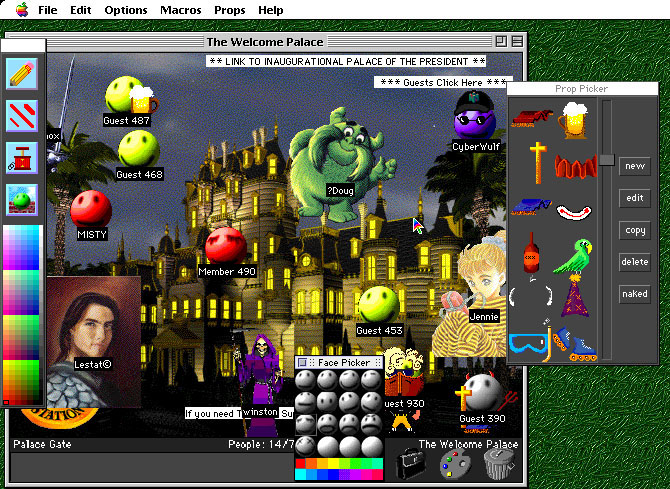 File Edit Options Macros Props Help
The Welcome Palace
** LINK TO INAUGURATIONAL PALACE OF THE PRESIDENT **
*** Guests Click Here ***
Prop Picker
Guest 487
CyberWulf
Guest 468
?Doug
MISTY
Member 490
Guest 453
Jennie
Lestat©
new
edit
copy
delete
naked
xxx
Face Picker
If you need
winston
Su
uest 930
Guest 390
STATION
Palace Gate
People: 14/7
The Welcome Palace